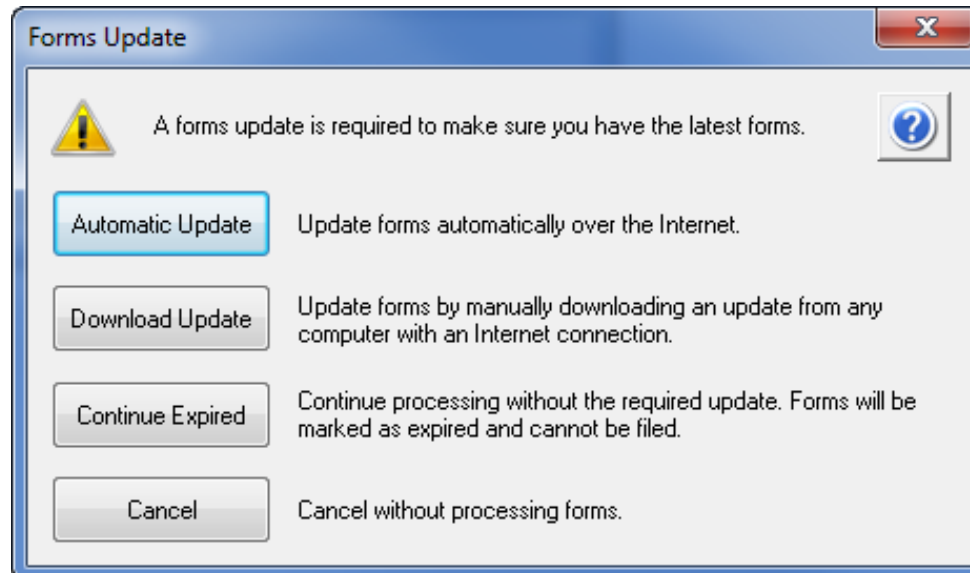 Forms Update
A forms update is required to make sure you have the latest forms.
Automatic Update
Update forms automatically over the Internet.
Download Update
Update forms by manually downloading an update from any
computer with an Internet connection.
Continue Expired
Continue processing without the required update. Forms will be
marked as expired and cannot be filed.
Cancel
Cancel without processing forms.